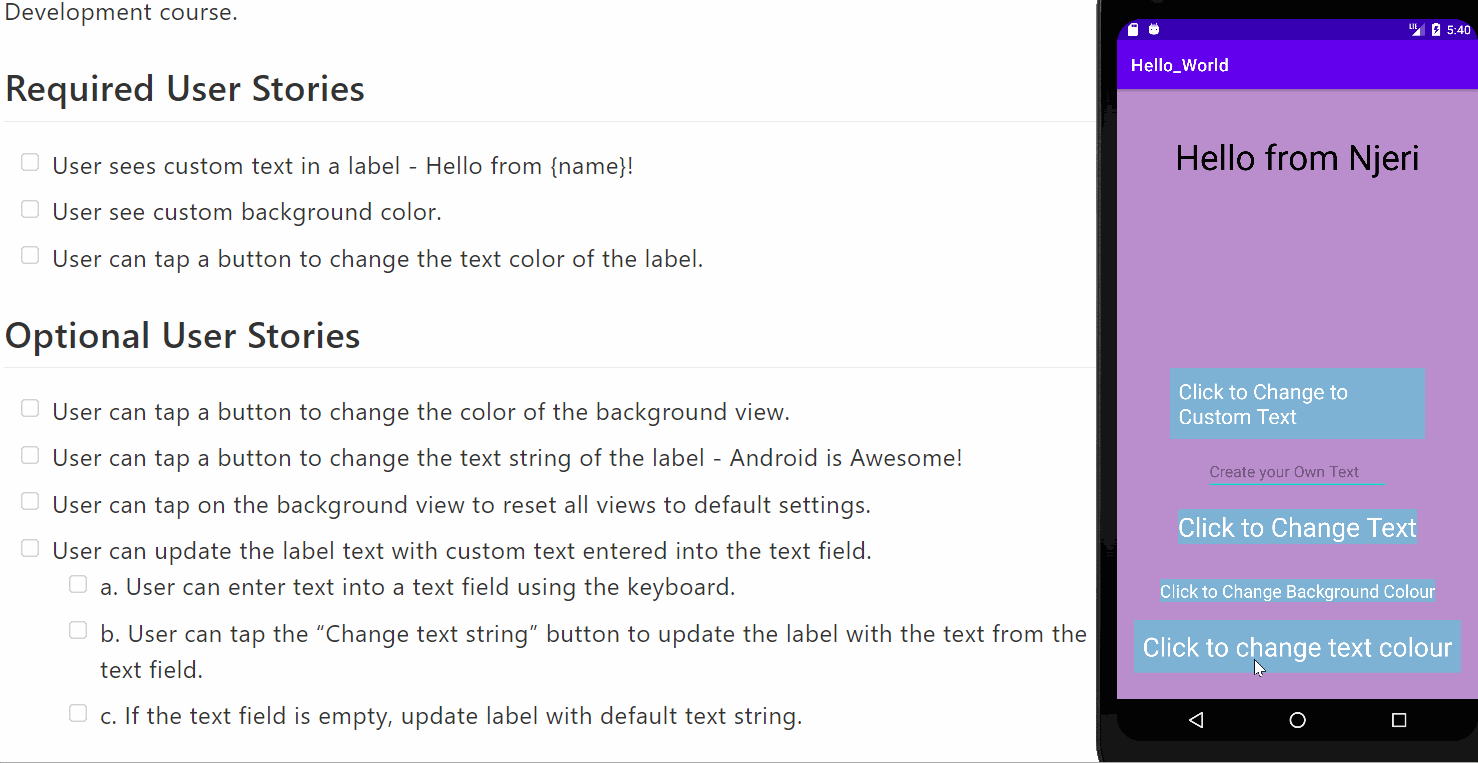 Development course.
Required User Stories
User sees custom text in a label - Hello from {name}!
User see custom background color.
User can tap a button to change the text color of the label.
Optional User Stories
User can tap a button to change the color of the background view.
User can tap a button to change the text string of the label - Android is Awesome!
User can tap on the background view to reset all views to default settings.
User can update the label text with custom text entered into the text field.
a. User can enter text into a text field using the keyboard.
b. User can tap the “Change text string” button to update the label with the text from the
text field.
c. If the text field is empty, update label with default text string.
LTE 5:40
Hello_World
Hello from Njeri
Click to Change to
Custom Text
Create your Own Text
Click to Change Text
Click to Change Background Colour
Click to change text colour